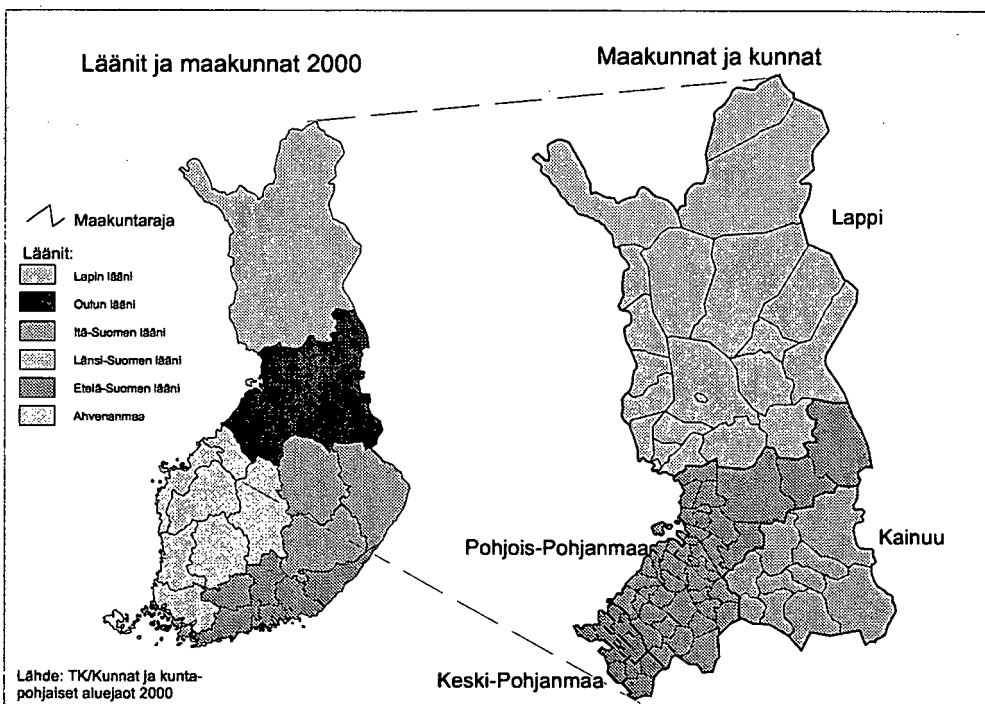 Läänit ja maakunnat 2000
Maakuntaraja
Läänit:
Lapin lääni
Oulun lääni
Itä-Suomen lääni
Länsi-Suomen lääni
Etelä-Suomen lääni
Ahvenanmaa
Lähde: TK/Kunnat ja kunta-
pohjaiset aluejaot 2000
Maakunnat ja kunnat
Lappi
Kainuu
Pohjois-Pohjanmaa
Keski-Pohjanmaa